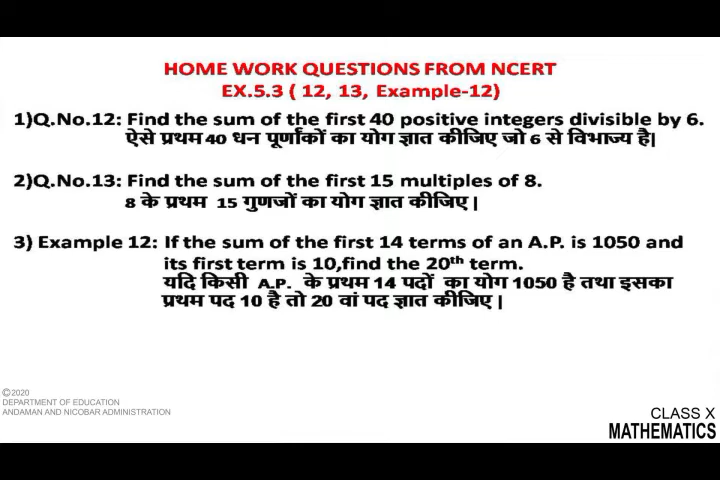 HOME WORK QUESTIONS FROM NCERT
EX.5.3 ( 12, 13, Example-12)
1)Q.No.12: Find the sum of the first 40 positive integers divisible by 6.
ऐसे प्रथम 40 धन पूर्णांकों का योग ज्ञात कीजिए जो 6 से विभाज्य है|
2)Q.No.13: Find the sum of the first 15 multiples of 8.
8 के प्रथम 15 गुणजों का योग ज्ञात कीजिए |
3) Example 12: If the sum of the first 14 terms of an A.P. is 1050 and
its first term is 10,find the 20th term.
यदि किसी A.P. के प्रथम 14 पदों का योग 1050 है तथा इसका
प्रथम पद 10 है तो 20 वां पद ज्ञात कीजिए |
©2020
DEPARTMENT OF EDUCATION
ANDAMAN AND NICOBAR ADMINISTRATION
CLASS X
MATHEMATICS